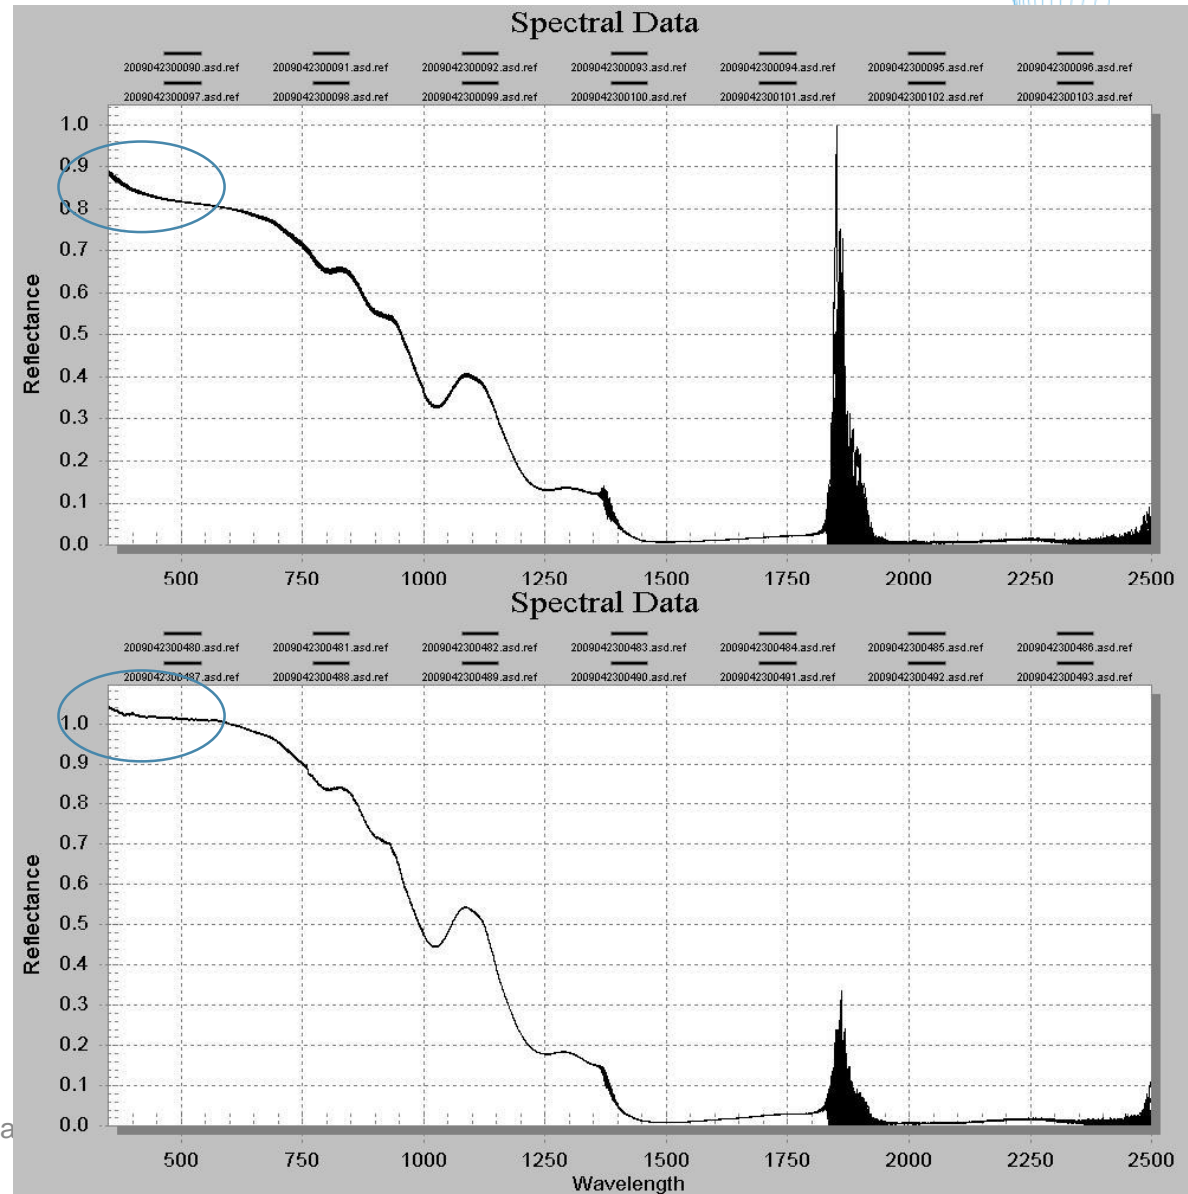 Spectral Data
2009042300090.asd.ref 2009042300091.asd.ref 2009042300092.asd.ref 2009042300093.asd.ref 2009042300094.asd.ref 2009042300095.asd.ref 2009042300096.asd.ref
2009042300097.asd.ref 2009042300098.asd.ref 2009042300099.asd.ref 2009042300100.asd.ref 2009042300101.asd.ref 2009042300102.asd.ref 2009042300103.asd.ref
1.0
0.9
0.8
0.7
0.6
0.5
0.4
0.3
0.2
0.1
0.0
Reflectance
500 750 1000 1250 1500 1750 2000 2250 2500
Spectral Data
2009042300480.asd.ref 2009042300481.asd.ref 2009042300482.asd.ref 2009042300483.asd.ref 2009042300484.asd.ref 2009042300485.asd.ref 2009042300486.asd.ref
2009042300487.asd.ref 2009042300488.asd.ref 2009042300489.asd.ref 2009042300490.asd.ref 2009042300491.asd.ref 2009042300492.asd.ref 2009042300493.asd.ref
1.0
0.9
0.8
0.7
0.6
0.5
0.4
0.3
0.2
0.1
0.0
Reflectance
a
500 750 1000 1250 1500 1750 2000 2250 2500
Wavelength